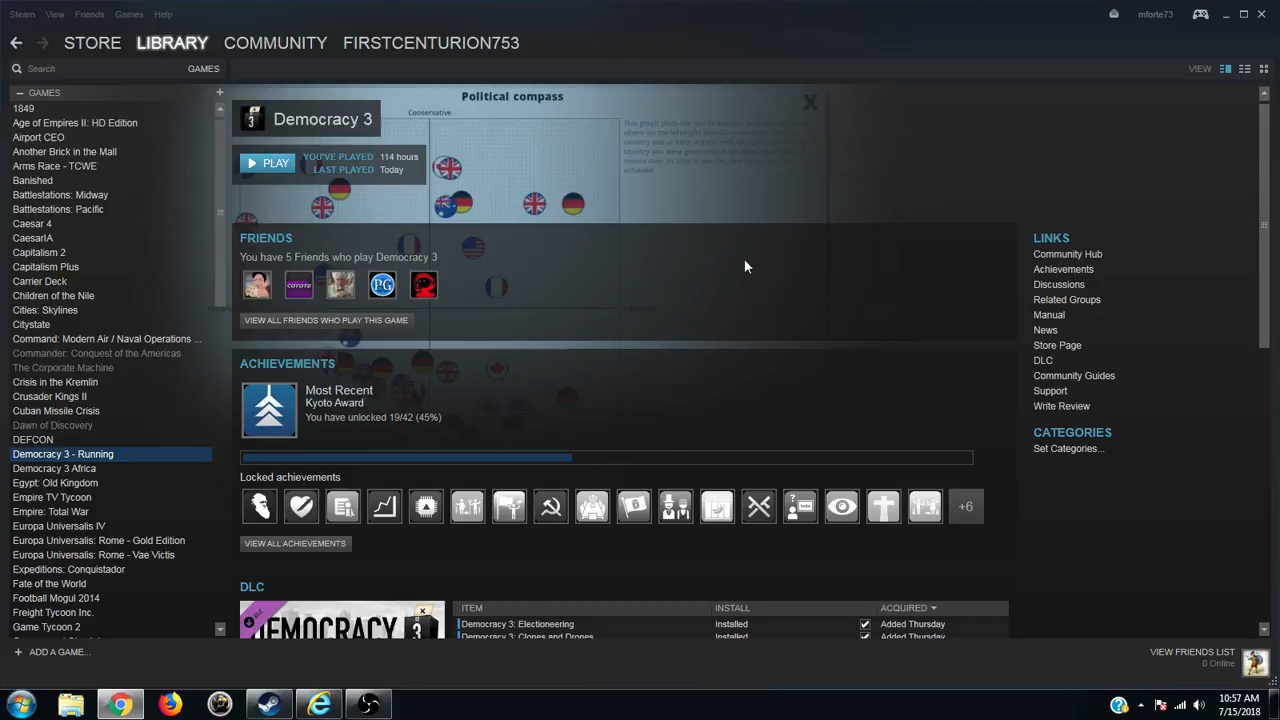 Steam View Friends Games Help mforte73
STORE LIBRARY COMMUNITY FIRSTCENTURION753
Search GAMES VIEW
GAMES +
1849
Age of Empires II: HD Edition
Airport CEO
Another Brick in the Mall
Arms Race - TCWE
Banished
Battlestations: Midway
Battlestations: Pacific
Caesar 4
CaesarIA
Capitalism 2
Capitalism Plus
Carrier Deck
Children of the Nile
Cities: Skylines
Citystate
Command: Modern Air / Naval Operations ...
Commander: Conquest of the Americas
The Corporate Machine
Crisis in the Kremlin
Crusader Kings II
Cuban Missile Crisis
Dawn of Discovery
DEFCON
Democracy 3 - Running
Democracy 3 Africa
Egypt: Old Kingdom
Empire TV Tycoon
Empire: Total War
Europa Universalis IV
Europa Universalis: Rome - Gold Edition
Europa Universalis: Rome - Vae Victis
Expeditions: Conquistador
Fate of the World
Football Mogul 2014
Freight Tycoon Inc.
Game Tycoon 2
+ ADD A GAME...
Political compass
Conservative
X
3 Democracy 3
PLAY YOU'VE PLAYED 114 hours
LAST PLAYED Today
FRIENDS
You have 5 Friends who play Democracy 3
COYOTE PG
VIEW ALL FRIENDS WHO PLAY THIS GAME
ACHIEVEMENTS
Most Recent
Kyoto Award
You have unlocked 19/42 (45%)
Locked achievements
+6
VIEW ALL ACHIEVEMENTS
DLC
DLC
DEMOCRACY 3
ITEM INSTALL ACQUIRED
Democracy 3: Electioneering Installed Added Thursday
Democracy 3: Clones and Drones Installed Added Thursday
LINKS
Community Hub
Achievements
Discussions
Related Groups
Manual
News
Store Page
DLC
Community Guides
Support
Write Review
CATEGORIES
Set Categories...
VIEW FRIENDS LIST
0 Online
10:57 AM
7/15/2018